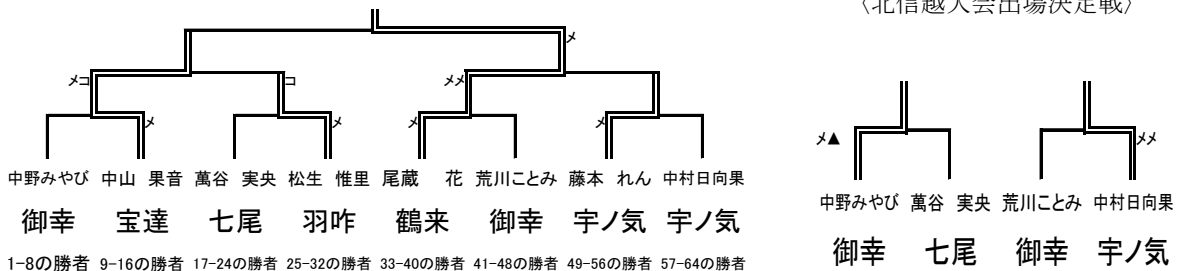 〈北信越大会出場決定戦〉
メ
メコ
コ
メメ
メ
メ
メ
メ
中野みやび 中山 果音 萬谷 実央 松生 惟里 尾蔵 花 荒川ことみ 藤本 れん 中村日向果
御幸 宝達 七尾 羽咋 鶴来 御幸 宇ノ気 宇ノ気
1-8の勝者 9-16の勝者 17-24の勝者 25-32の勝者 33-40の勝者 41-48の勝者 49-56の勝者 57-64の勝者
メ▲
メメ
中野みやび 萬谷 実央 荒川ことみ 中村日向果
御幸 七尾 御幸 宇ノ気